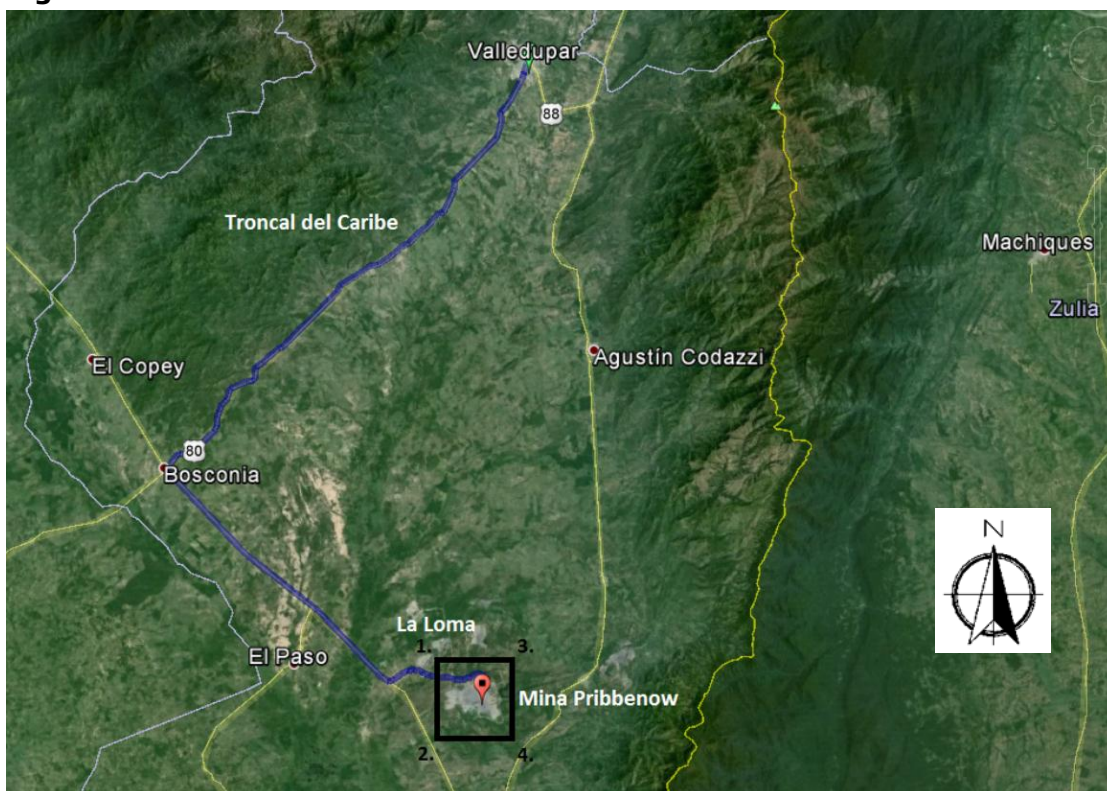 Valledupar
88
Troncal del Caribe
Machiques
Zulia
El Copey
Agustín Codazzi
80
Bosconia
N
La Loma
1.
3.
El Paso
Mina Pribbenow
2.
4.